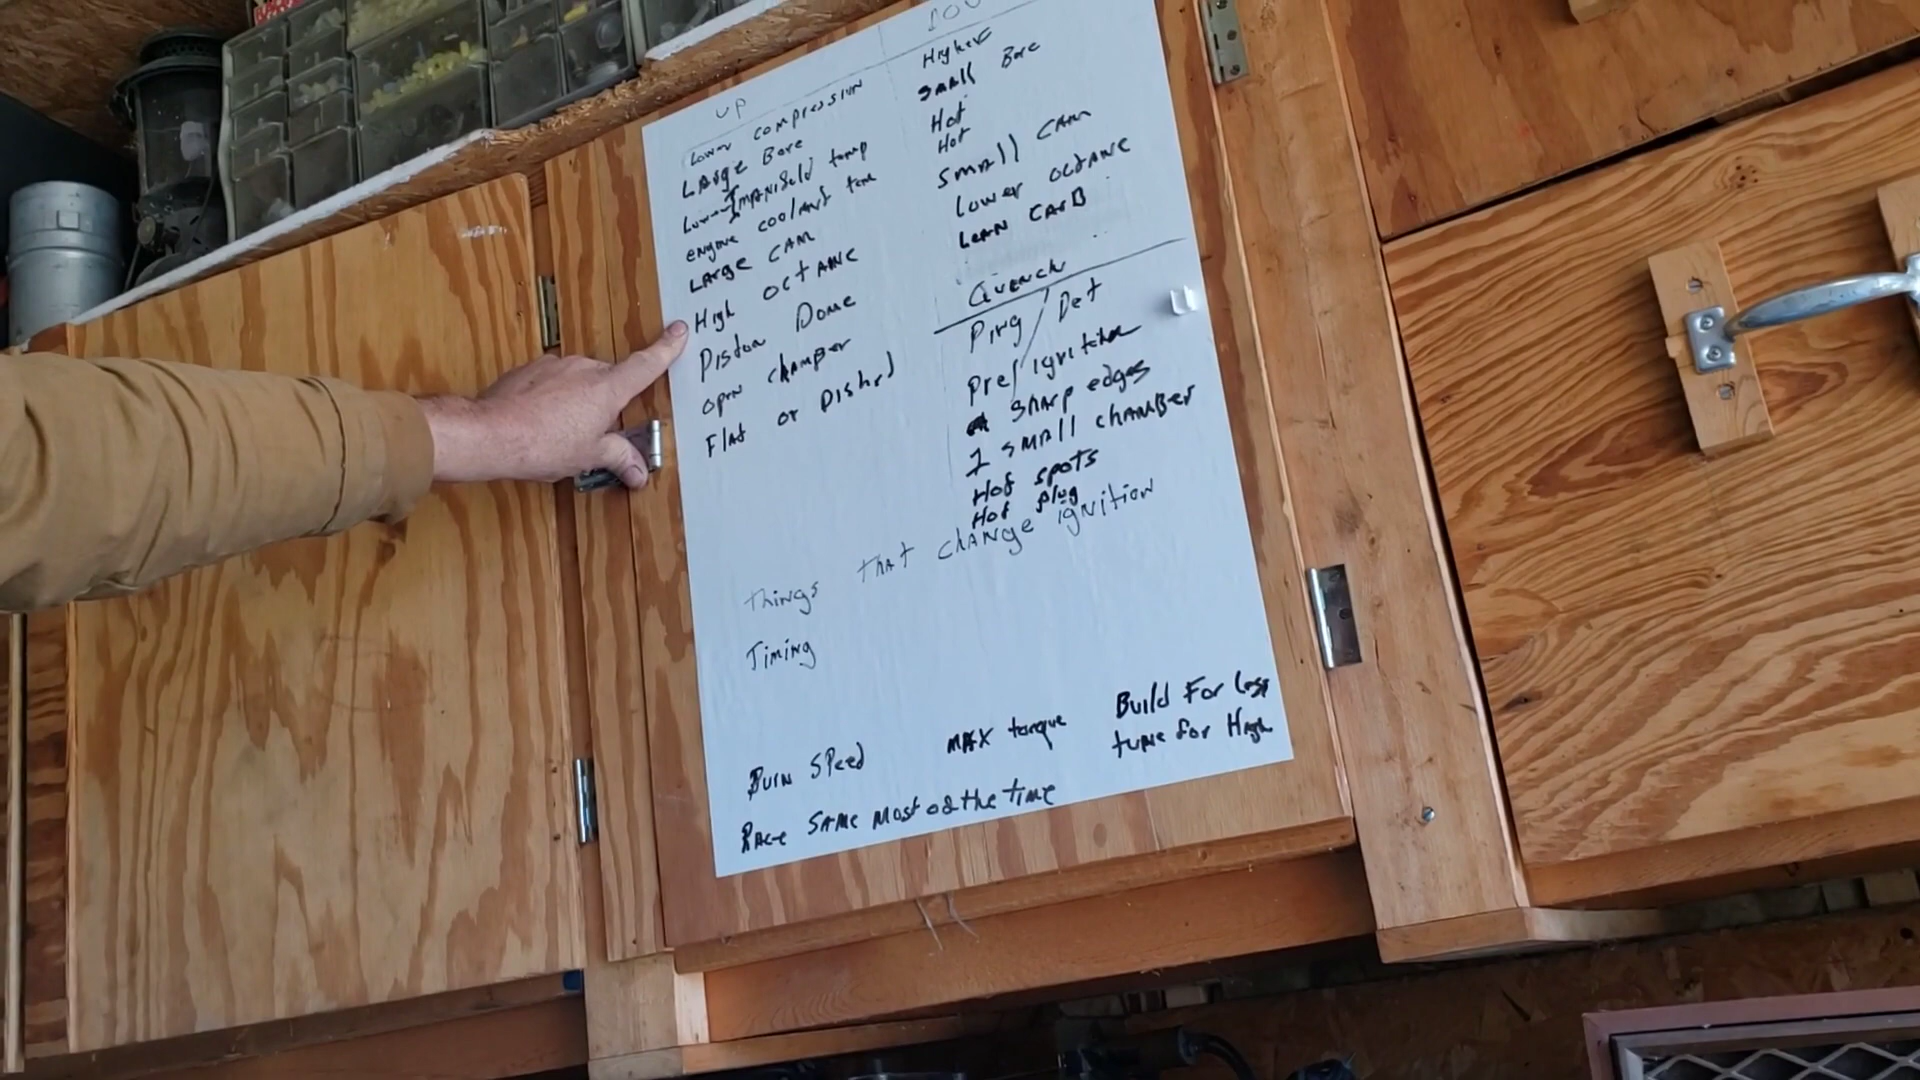 UP
Lower compression
LArge Bore
Lower MANifold temp
engine coolant tem
LArge CAM
High octANe
Piston Dome
open chamber
FlAt or Dished
Higher
SMAll Bore
Hot
Hot
SMAll CAM
Lower octANe
LeAN CArB
QueNch
PiNg / Det
Pre/ignition
SHArp edges
SMAll chAMBer
Hot spots
Hot plug
Things thAt chANge ignition
Timing
Burn Speed
MAX torque
Build For Less
tuNe for High
RAce SAMe Most of the time